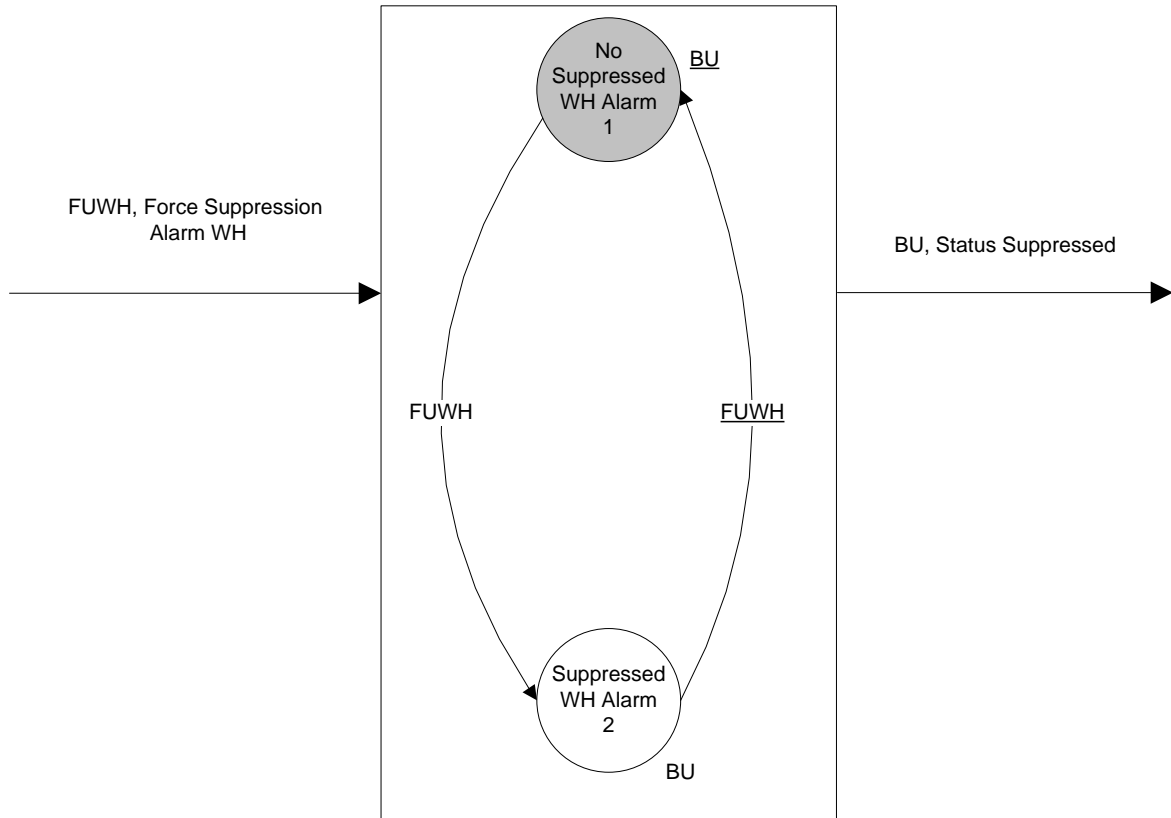 No
Suppressed
WH Alarm
1
BU
FUWH, Force Suppression
Alarm WH
BU, Status Suppressed
FUWH
FUWH
Suppressed
WH Alarm
2
BU